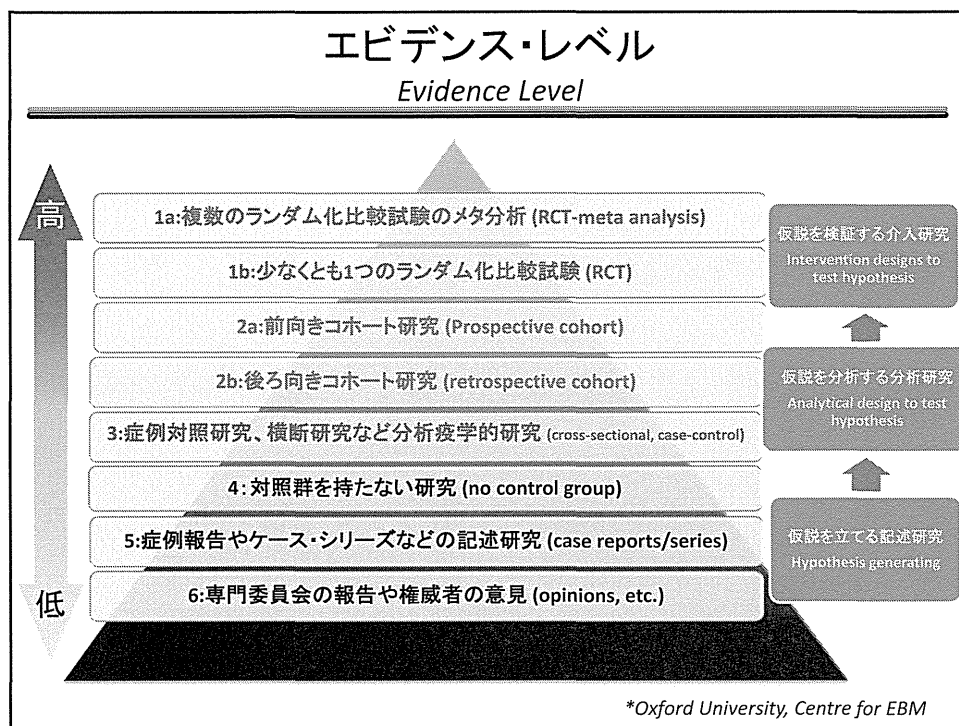 エビデンス・レベル
Evidence Level
高
1a:複数のランダム化比較試験のメタ分析 (RCT-meta analysis)
1b:少なくとも1つのランダム化比較試験 (RCT)
2a:前向きコホート研究 (Prospective cohort)
2b:後ろ向きコホート研究 (retrospective cohort)
3:症例対照研究、横断研究など分析疫学的研究 (cross-sectional, case-control)
4:対照群を持たない研究 (no control group)
5:症例報告やケース・シリーズなどの記述研究 (case reports/series)
6:専門委員会の報告や権威者の意見 (opinions, etc.)
低
仮説を検証する介入研究
Intervention designs to
test hypothesis
仮説を分析する分析研究
Analytical design to test
hypothesis
仮説を立てる記述研究
Hypothesis generating
*Oxford University, Centre for EBM